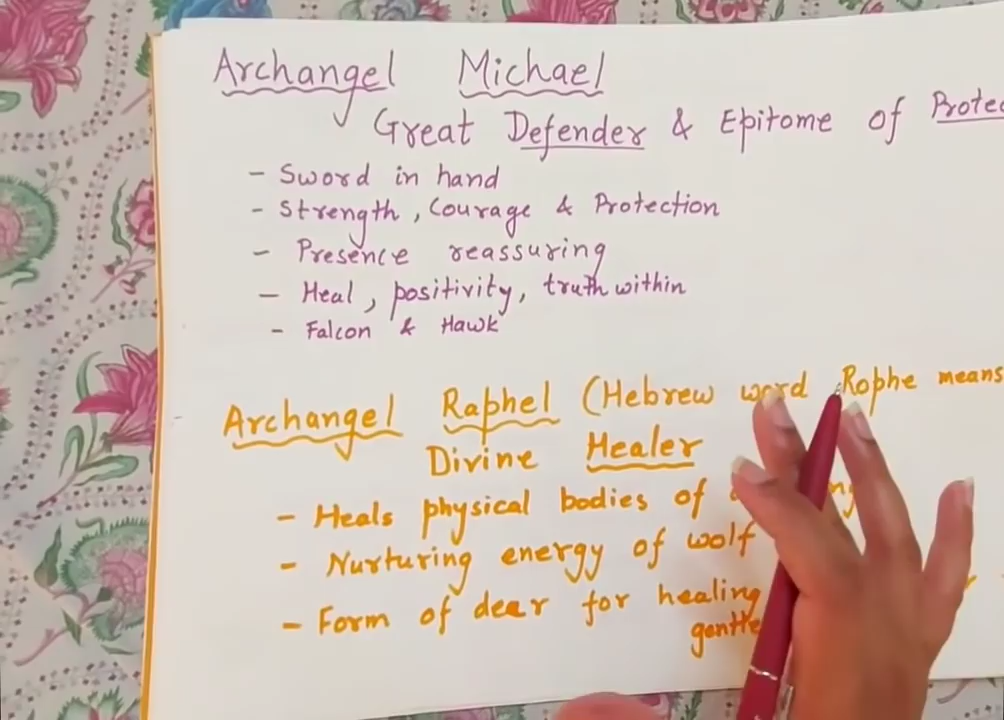 Archangel Michael
Great Defender & Epitome of Protec
- Sword in hand
- Strength, Courage & Protection
- Presence reassuring
- Heal, positivity, truth within
- Falcon & Hawk
Archangel Raphel (Hebrew word Rophe means
Divine Healer
- Heals physical bodies of
- Nurturing energy of wolf
- Form of dear for healing
gentle